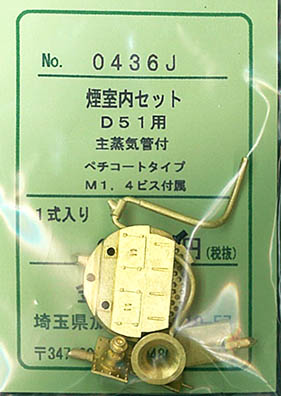 No. 0436J
煙室内セット
D51用
主蒸気管付
ペチコートタイプ
M1.4ビス付属
1式入り
円(税抜)
埼玉県
〒347